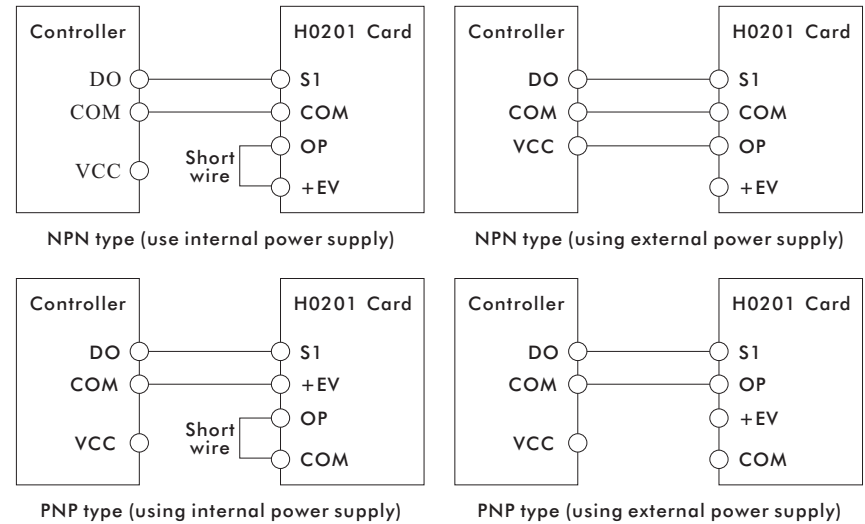 Controller H0201 Card
DO S1
COM COM
OP
Short
wire
VCC
+EV
NPN type (use internal power supply)
Controller H0201 Card
DO S1
COM COM
VCC OP
+EV
NPN type (using external power supply)
Controller H0201 Card
DO S1
COM +EV
OP
Short
wire
VCC
COM
PNP type (using internal power supply)
Controller H0201 Card
DO S1
COM OP
+EV
VCC
COM
PNP type (using external power supply)